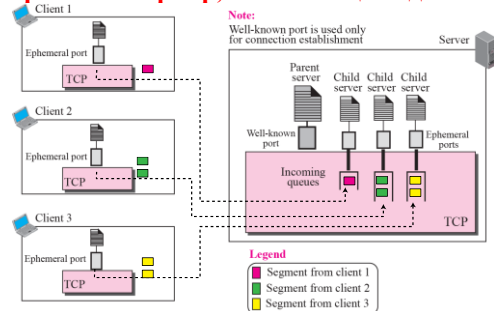 Client 1
Ephemeral port
TCP
Client 2
Ephemeral port
TCP
Client 3
Ephemeral port
TCP
Note:
Well-known port is used only
for connection establishment
Server
Parent
server
Child
server
Child
server
Child
server
Well-known
port
Ephemeral
ports
Incoming
queues
TCP
Legend
Segment from client 1
Segment from client 2
Segment from client 3